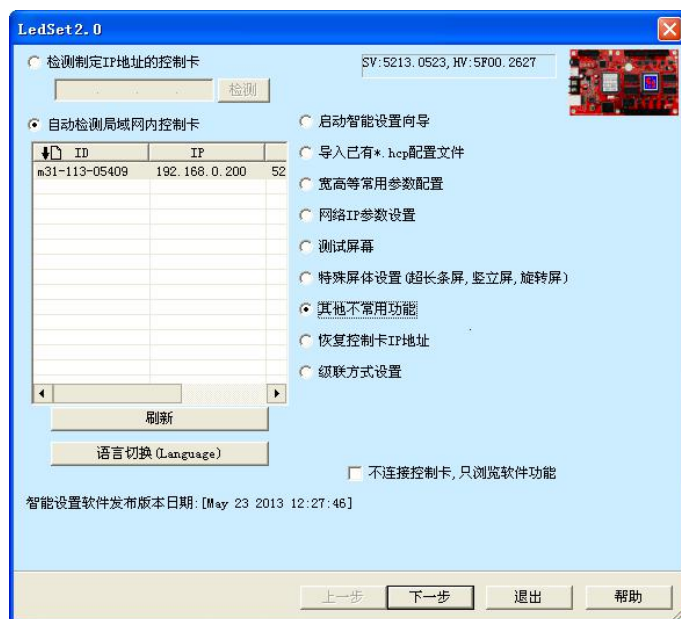 LedSet2.0
检测制定IP地址的控制卡
SV:5213.0523,HV:5F00.2627
检测
自动检测局域网内控制卡
ID IP
m31-113-05409 192.168.0.200 52
启动智能设置向导
导入已有*.hcp配置文件
宽高等常用参数配置
网络IP参数设置
测试屏幕
特殊屏体设置(超长条屏,竖立屏,旋转屏)
其他不常用功能
恢复控制卡IP地址
级联方式设置
刷新
语言切换(Language)
不连接控制卡,只浏览软件功能
智能设置软件发布版本日期:[May 23 2013 12:27:46]
上一步 下一步 退出 帮助